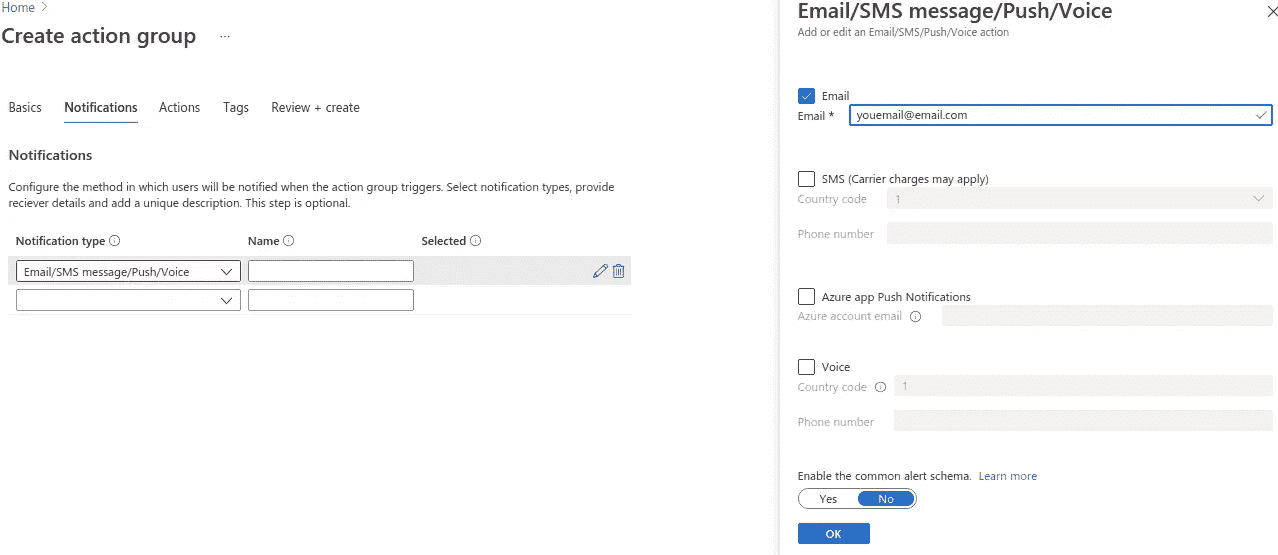 Home >
Create action group ...
Basics Notifications Actions Tags Review + create
Notifications
Configure the method in which users will be notified when the action group triggers. Select notification types, provide
reciever details and add a unique description. This step is optional.
Notification type Name Selected
Email/SMS message/Push/Voice
Email/SMS message/Push/Voice
Add or edit an Email/SMS/Push/Voice action
Email
Email * youemail@email.com
SMS (Carrier charges may apply)
Country code 1
Phone number
Azure app Push Notifications
Azure account email
Voice
Country code 1
Phone number
Enable the common alert schema. Learn more
Yes No
OK